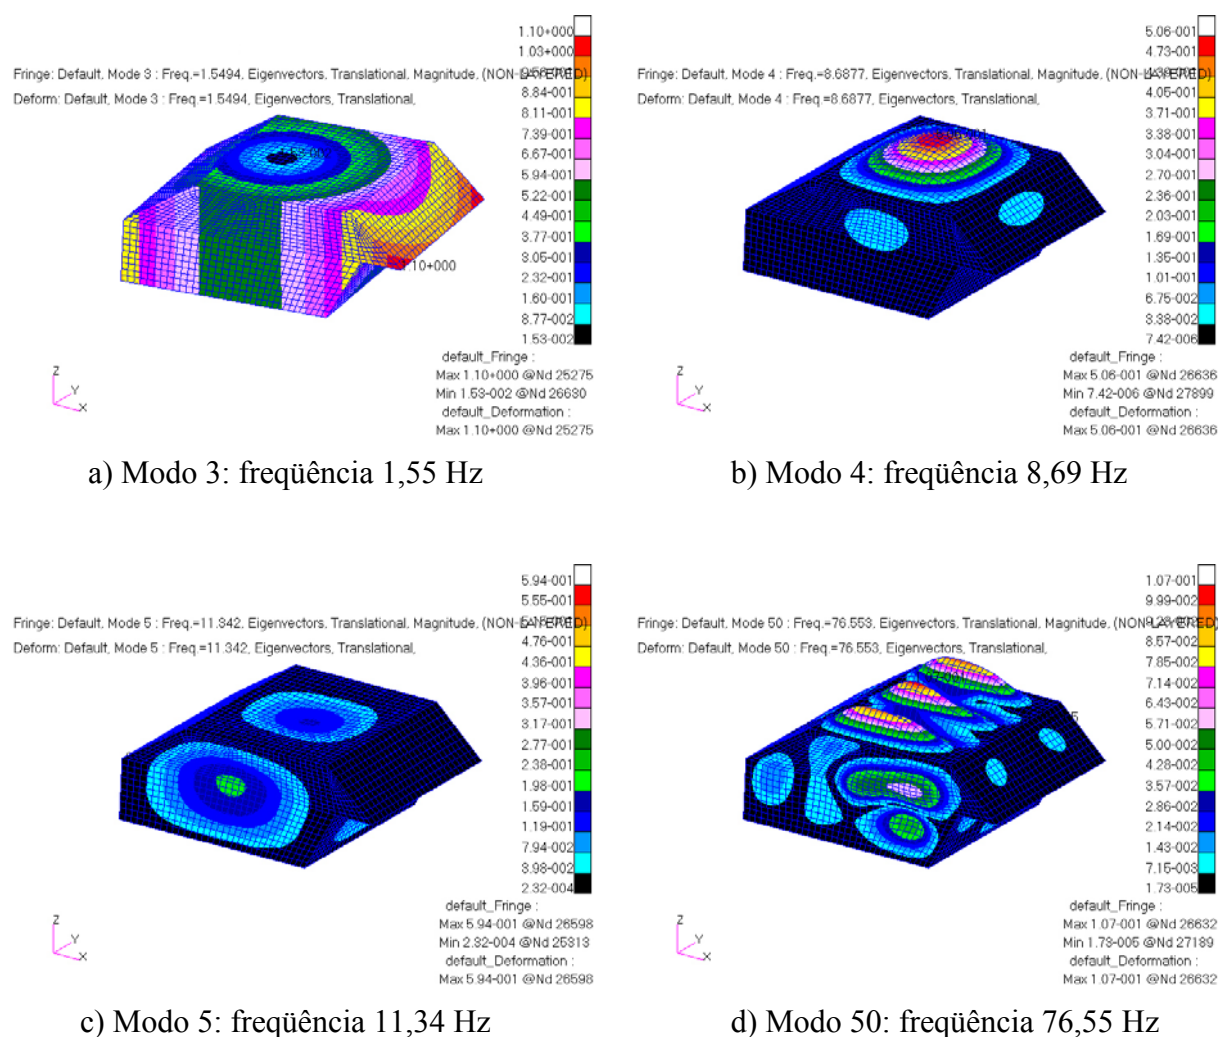 1.10+000
1.03+000
Fringe: Default, Mode 3 : Freq.=1.5494, Eigenvectors, Translational, Magnitude, (NON-LAYERED)
8.84-001
Deform: Default, Mode 3 : Freq.=1.5494, Eigenvectors, Translational,
8.11-001
7.39-001
6.67-001
5.94-001
5.22-001
4.49-001
3.77-001
3.05-001
2.32-001
1.60-001
8.77-002
1.53-002
1.10+000
default_Fringe :
Max 1.10+000 @Nd 25275
Min 1.53-002 @Nd 26630
default_Deformation :
Max 1.10+000 @Nd 25275
Z
Y
X
a) Modo 3: freqüência 1,55 Hz
5.06-001
4.73-001
Fringe: Default, Mode 4 : Freq.=8.6877, Eigenvectors, Translational, Magnitude, (NON-LAYERED)
4.05-001
Deform: Default, Mode 4 : Freq.=8.6877, Eigenvectors, Translational,
3.71-001
3.38-001
3.04-001
2.70-001
2.36-001
2.03-001
1.69-001
1.35-001
1.01-001
6.75-002
3.38-002
7.42-006
default_Fringe :
Max 5.06-001 @Nd 26636
Min 7.42-006 @Nd 27899
default_Deformation :
Max 5.06-001 @Nd 26636
Z
Y
X
b) Modo 4: freqüência 8,69 Hz
5.94-001
5.55-001
Fringe: Default, Mode 5 : Freq.=11.342, Eigenvectors, Translational, Magnitude, (NON-LAYERED)
4.76-001
Deform: Default, Mode 5 : Freq.=11.342, Eigenvectors, Translational,
4.36-001
3.96-001
3.57-001
3.17-001
2.77-001
2.38-001
1.98-001
1.59-001
1.19-001
7.94-002
3.98-002
2.32-004
default_Fringe :
Max 5.94-001 @Nd 26598
Min 2.32-004 @Nd 25313
default_Deformation :
Max 5.94-001 @Nd 26598
Z
Y
X
c) Modo 5: freqüência 11,34 Hz
1.07-001
9.99-002
Fringe: Default, Mode 50 : Freq.=76.553, Eigenvectors, Translational, Magnitude, (NON-LAYERED)
8.57-002
Deform: Default, Mode 50 : Freq.=76.553, Eigenvectors, Translational,
7.85-002
7.14-002
6.43-002
5.71-002
5.00-002
4.28-002
3.57-002
2.86-002
2.14-002
1.43-002
7.15-003
1.73-005
default_Fringe :
Max 1.07-001 @Nd 26632
Min 1.73-005 @Nd 27189
default_Deformation :
Max 1.07-001 @Nd 26632
Z
Y
X
d) Modo 50: freqüência 76,55 Hz